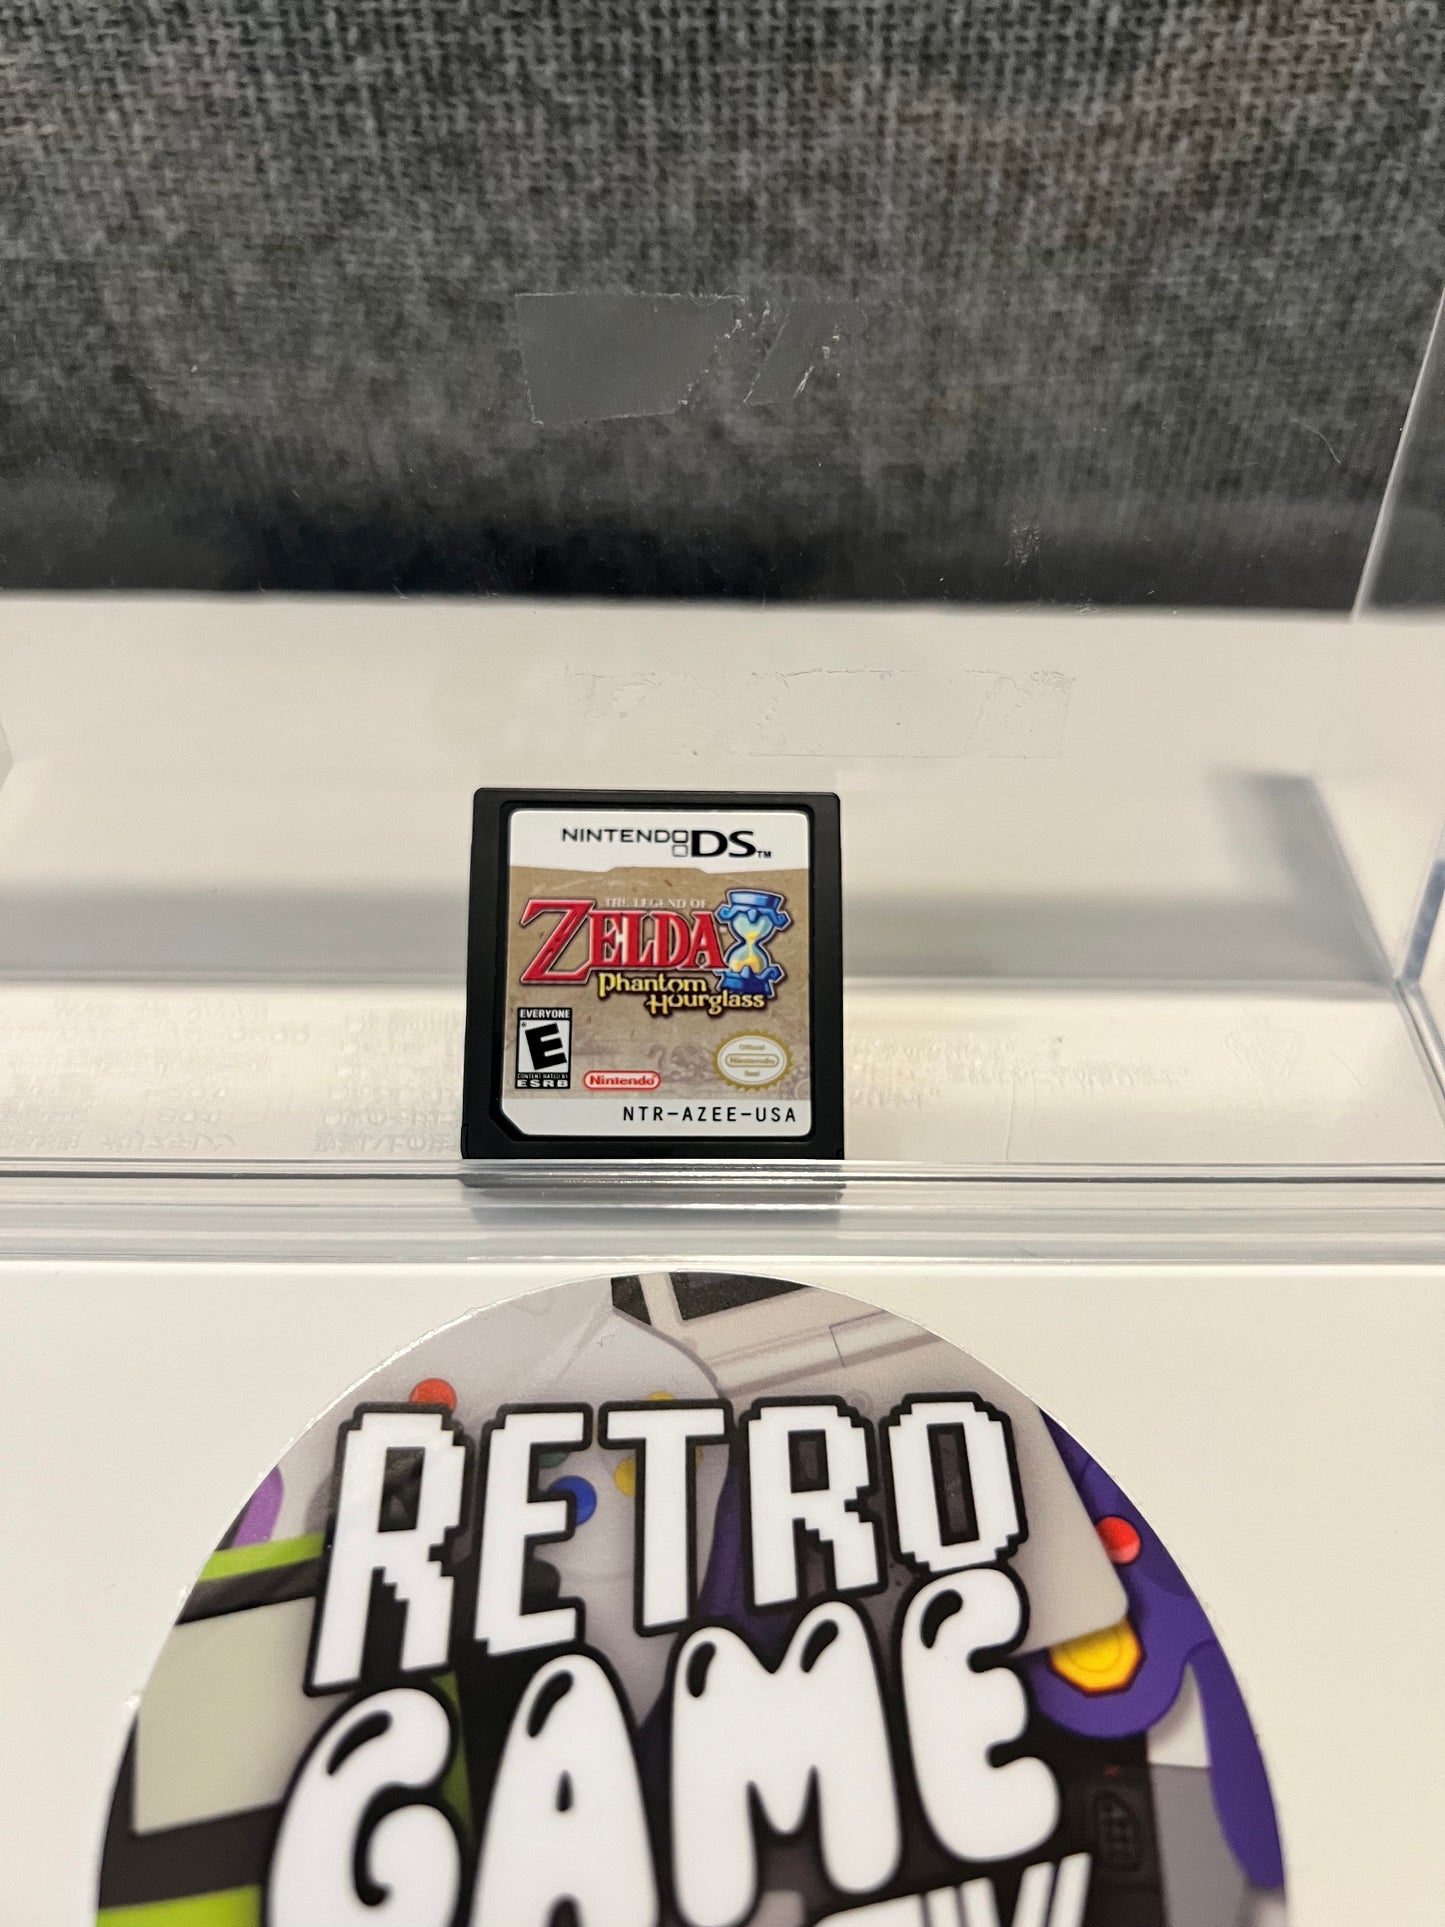 NINTENDO DS™
THE LEGEND OF
ZELDA
Phantom
Hourglass
EVERYONE
E
CONTENT RATED BY
ESRB
Nintendo
Official
Nintendo
Seal
NTR-AZEE-USA
RETRO
GAME